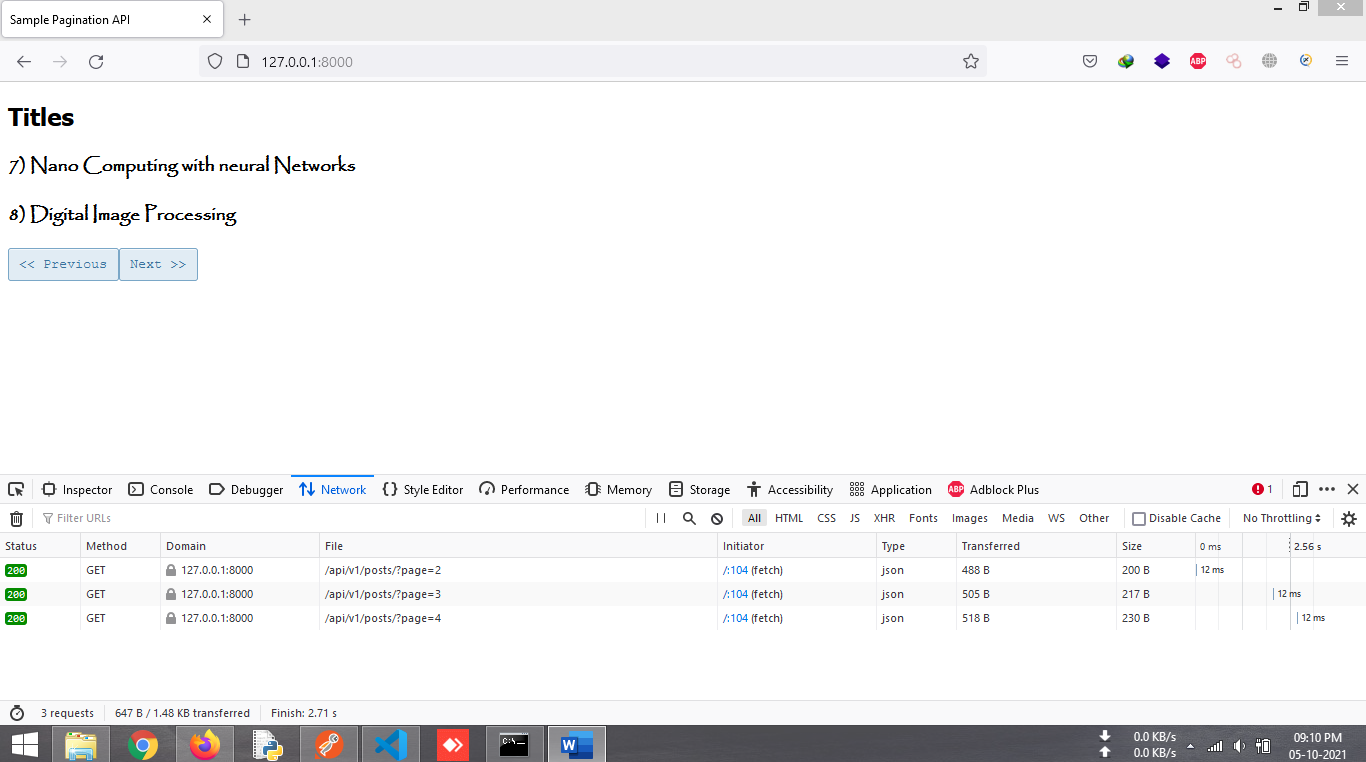 Sample Pagination API
127.0.0.1:8000
ABP
Titles
7) Nano Computing with neural Networks
8) Digital Image Processing
<< Previous Next >>
Inspector Console Debugger Network Style Editor Performance Memory Storage Accessibility Application ABP Adblock Plus 1
Filter URLs All HTML CSS JS XHR Fonts Images Media WS Other Disable Cache No Throttling
Status Method Domain File Initiator Type Transferred Size 0 ms 2.56 s
200 GET 127.0.0.1:8000 /api/v1/posts/?page=2 /:104 (fetch) json 488 B 200 B 12 ms
200 GET 127.0.0.1:8000 /api/v1/posts/?page=3 /:104 (fetch) json 505 B 217 B 12 ms
200 GET 127.0.0.1:8000 /api/v1/posts/?page=4 /:104 (fetch) json 518 B 230 B 12 ms
3 requests 647 B / 1.48 KB transferred Finish: 2.71 s
0.0 KB/s 09:10 PM
0.0 KB/s 05-10-2021